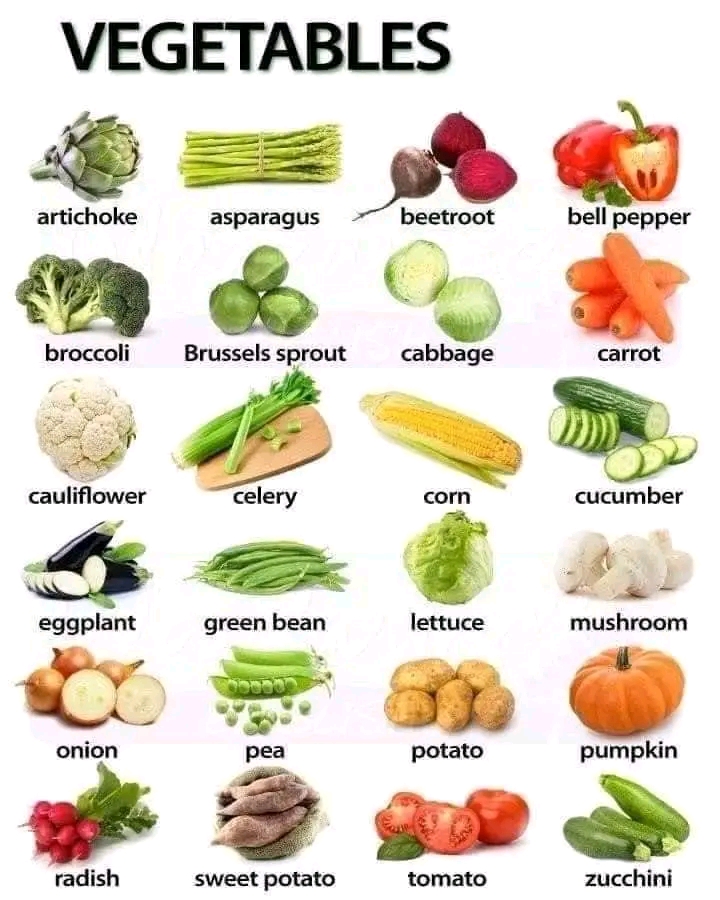 VEGETABLES
artichoke
asparagus
beetroot
bell pepper
broccoli
Brussels sprout
cabbage
carrot
cauliflower
celery
corn
cucumber
eggplant
green bean
lettuce
mushroom
onion
pea
potato
pumpkin
radish
sweet potato
tomato
zucchini